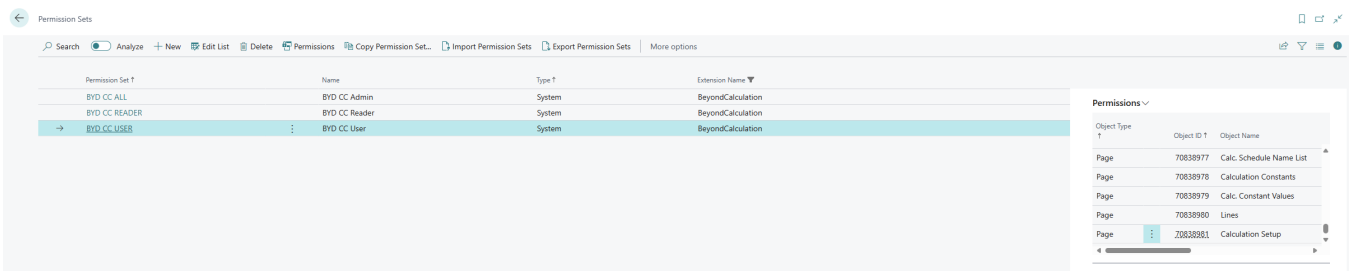 Permission Sets
Search Analyze New Edit List Delete Permissions Copy Permission Set... Import Permission Sets Export Permission Sets More options
Permission Set ↑ Name Type ↑ Extension Name
BYD CC ALL BYD CC Admin System BeyondCalculation
BYD CC READER BYD CC Reader System BeyondCalculation
BYD CC USER BYD CC User System BeyondCalculation
Permissions
Object Type ↑ Object ID ↑ Object Name
Page 70838977 Calc. Schedule Name List
Page 70838978 Calculation Constants
Page 70838979 Calc. Constant Values
Page 70838980 Lines
Page 70838981 Calculation Setup